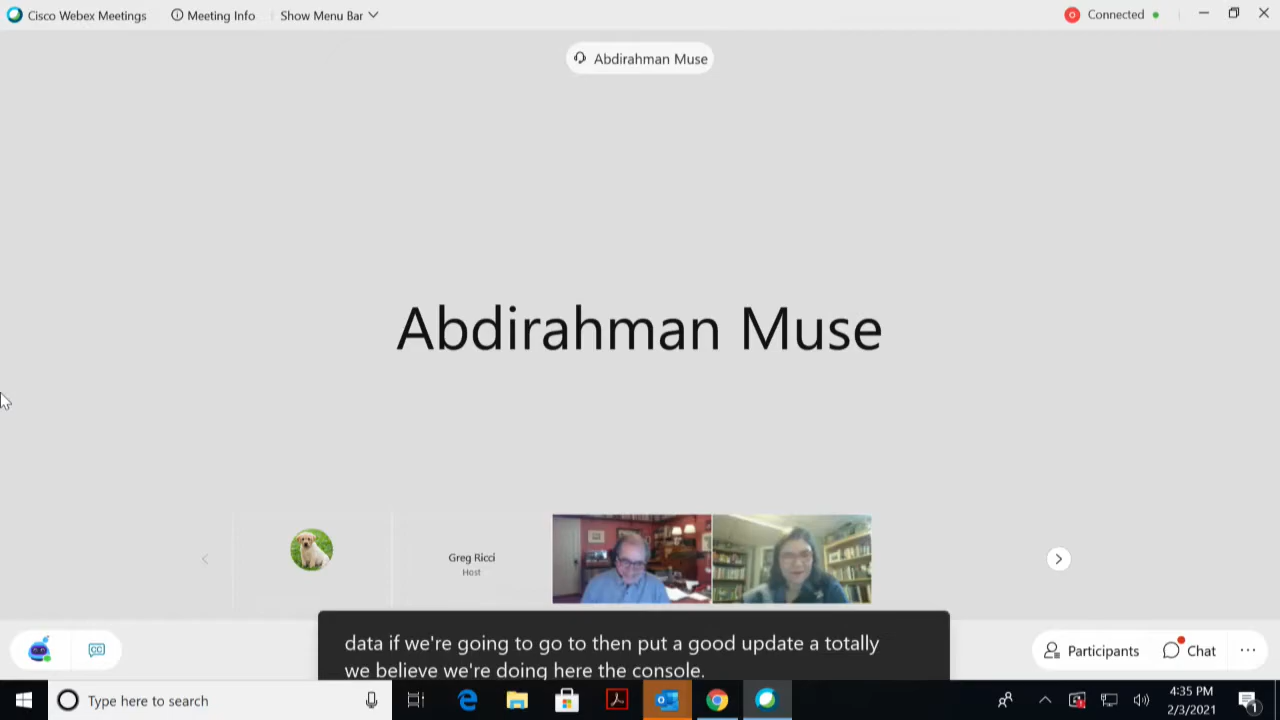 Cisco Webex Meetings
Meeting Info
Show Menu Bar
Connected
Abdirahman Muse
Abdirahman Muse
Greg Ricci
Host
CC
data if we're going to go to then put a good update a totally
we believe we're doing here the console.
Participants
Chat
Type here to search
4:35 PM
2/3/2021
1